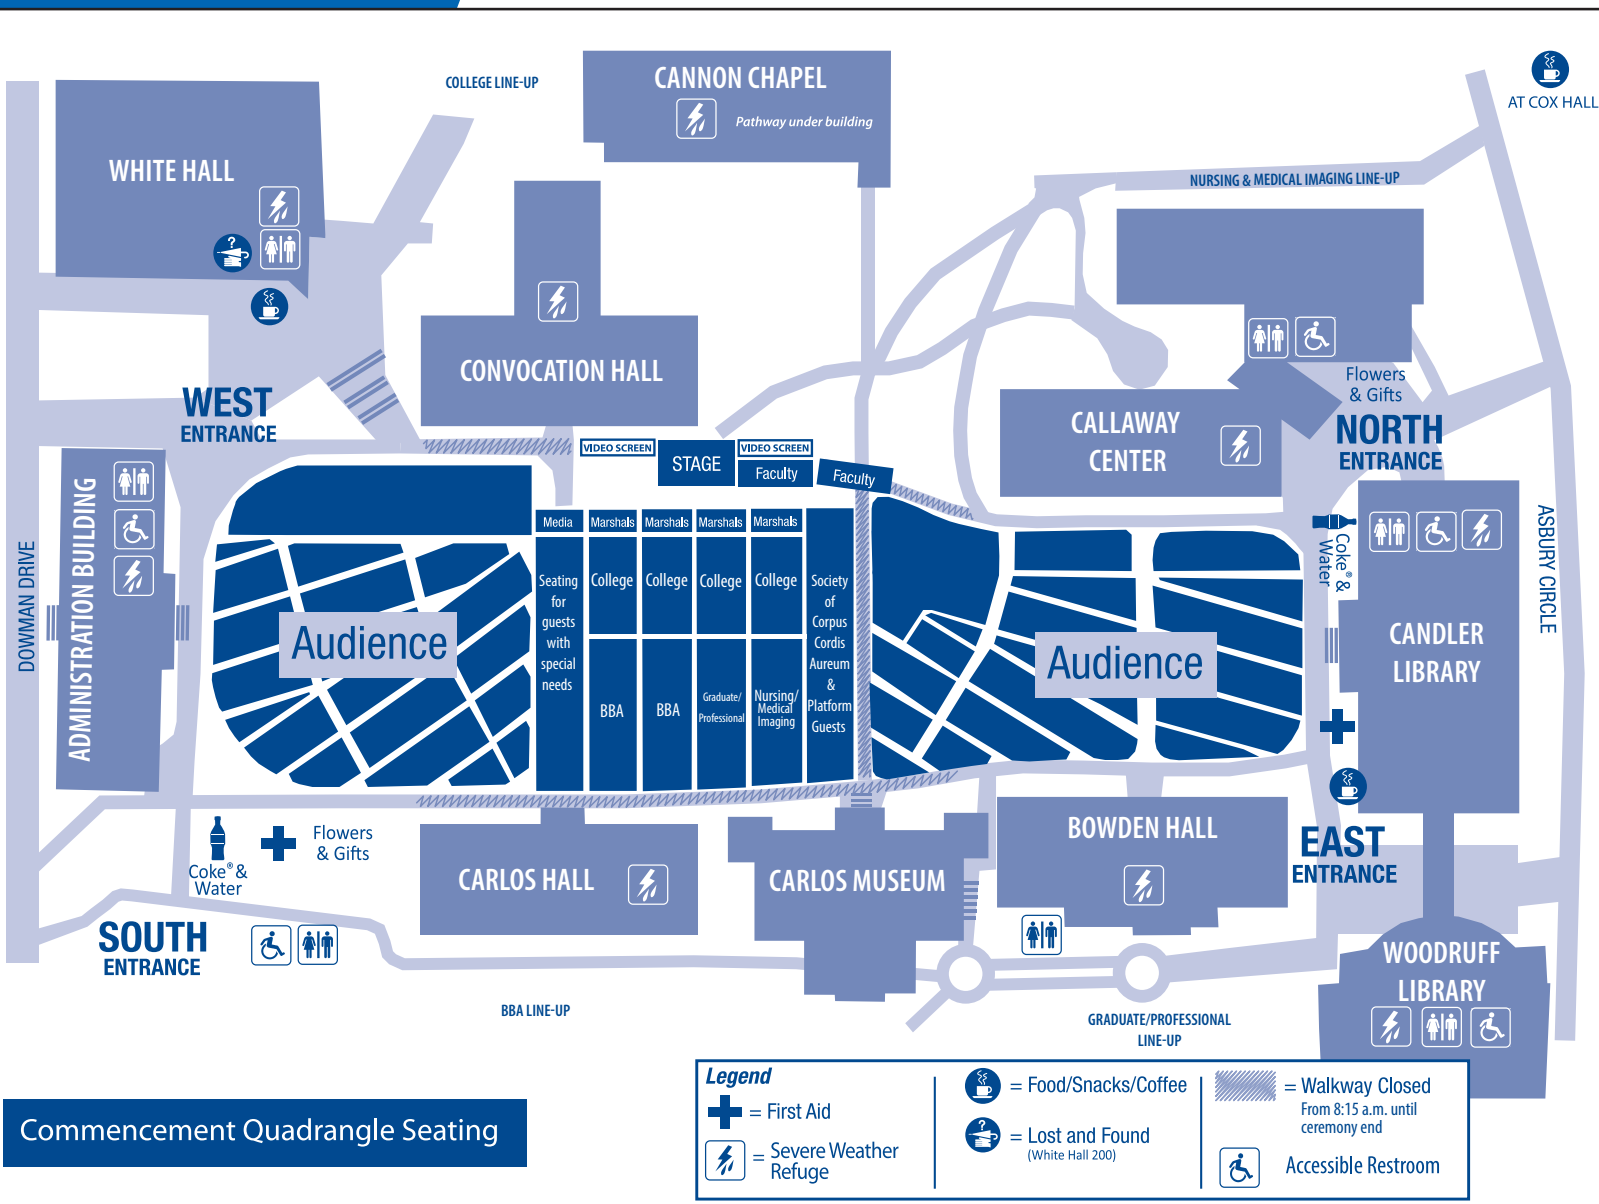 COLLEGE LINE-UP
CANNON CHAPEL
Pathway under building
AT COX HALL
WHITE HALL
NURSING & MEDICAL IMAGING LINE-UP
?
CONVOCATION HALL
WEST
ENTRANCE
Flowers
& Gifts
CALLAWAY
CENTER
NORTH
ENTRANCE
VIDEO SCREEN
STAGE
VIDEO SCREEN
Faculty
Faculty
ADMINISTRATION BUILDING
DOWMAN DRIVE
Media
Marshals
Marshals
Marshals
Marshals
Seating
for
guests
with
special
needs
College
College
College
College
Society
of
Corpus
Cordis
Aureum
&
Platform
Guests
BBA
BBA
Graduate/
Professional
Nursing/
Medical
Imaging
Audience
Audience
Coke® &
Water
CANDLER
LIBRARY
ASBURY CIRCLE
Coke® &
Water
Flowers
& Gifts
CARLOS HALL
CARLOS MUSEUM
BOWDEN HALL
EAST
ENTRANCE
SOUTH
ENTRANCE
WOODRUFF
LIBRARY
BBA LINE-UP
GRADUATE/PROFESSIONAL
LINE-UP
Commencement Quadrangle Seating
Legend
= First Aid
= Severe Weather
Refuge
= Food/Snacks/Coffee
?
= Lost and Found
(White Hall 200)
= Walkway Closed
From 8:15 a.m. until
ceremony end
Accessible Restroom